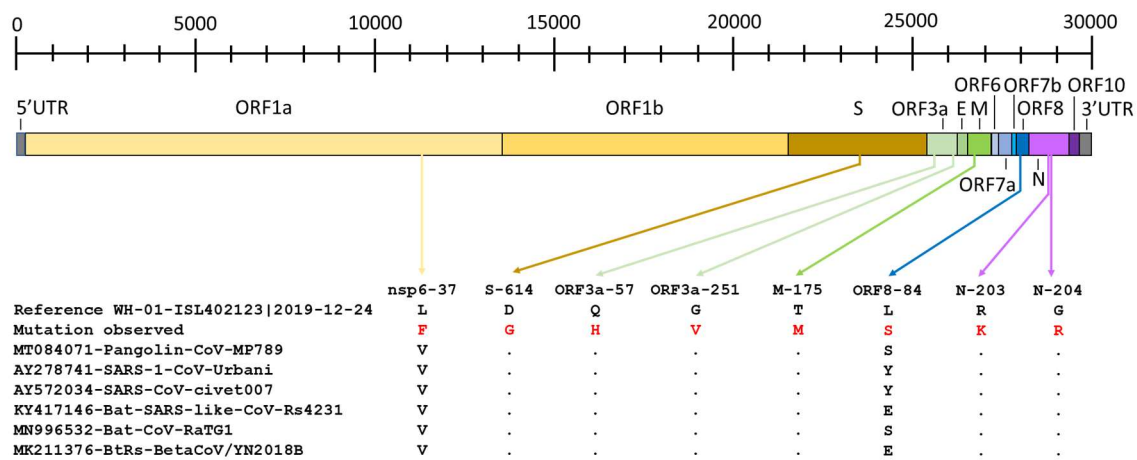 0 5000 10000 15000 20000 25000 30000
ORF6 ORF7b ORF10
5'UTR ORF1a ORF1b S ORF3a E M ORF8 3'UTR
ORF7a N
nsp6-37 S-614 ORF3a-57 ORF3a-251 M-175 ORF8-84 N-203 N-204
Reference WH-01-ISL402123|2019-12-24 L D Q G T L R G
Mutation observed F G H V M S K R
MT084071-Pangolin-CoV-MP789 V . . . . S . .
AY278741-SARS-1-CoV-Urbani V . . . . Y . .
AY572034-SARS-CoV-civet007 V . . . . Y . .
KY417146-Bat-SARS-like-CoV-Rs4231 V . . . . E . .
MN996532-Bat-CoV-RaTG1 V . . . . S . .
MK211376-BtRs-BetaCoV/YN2018B V . . . . E . .